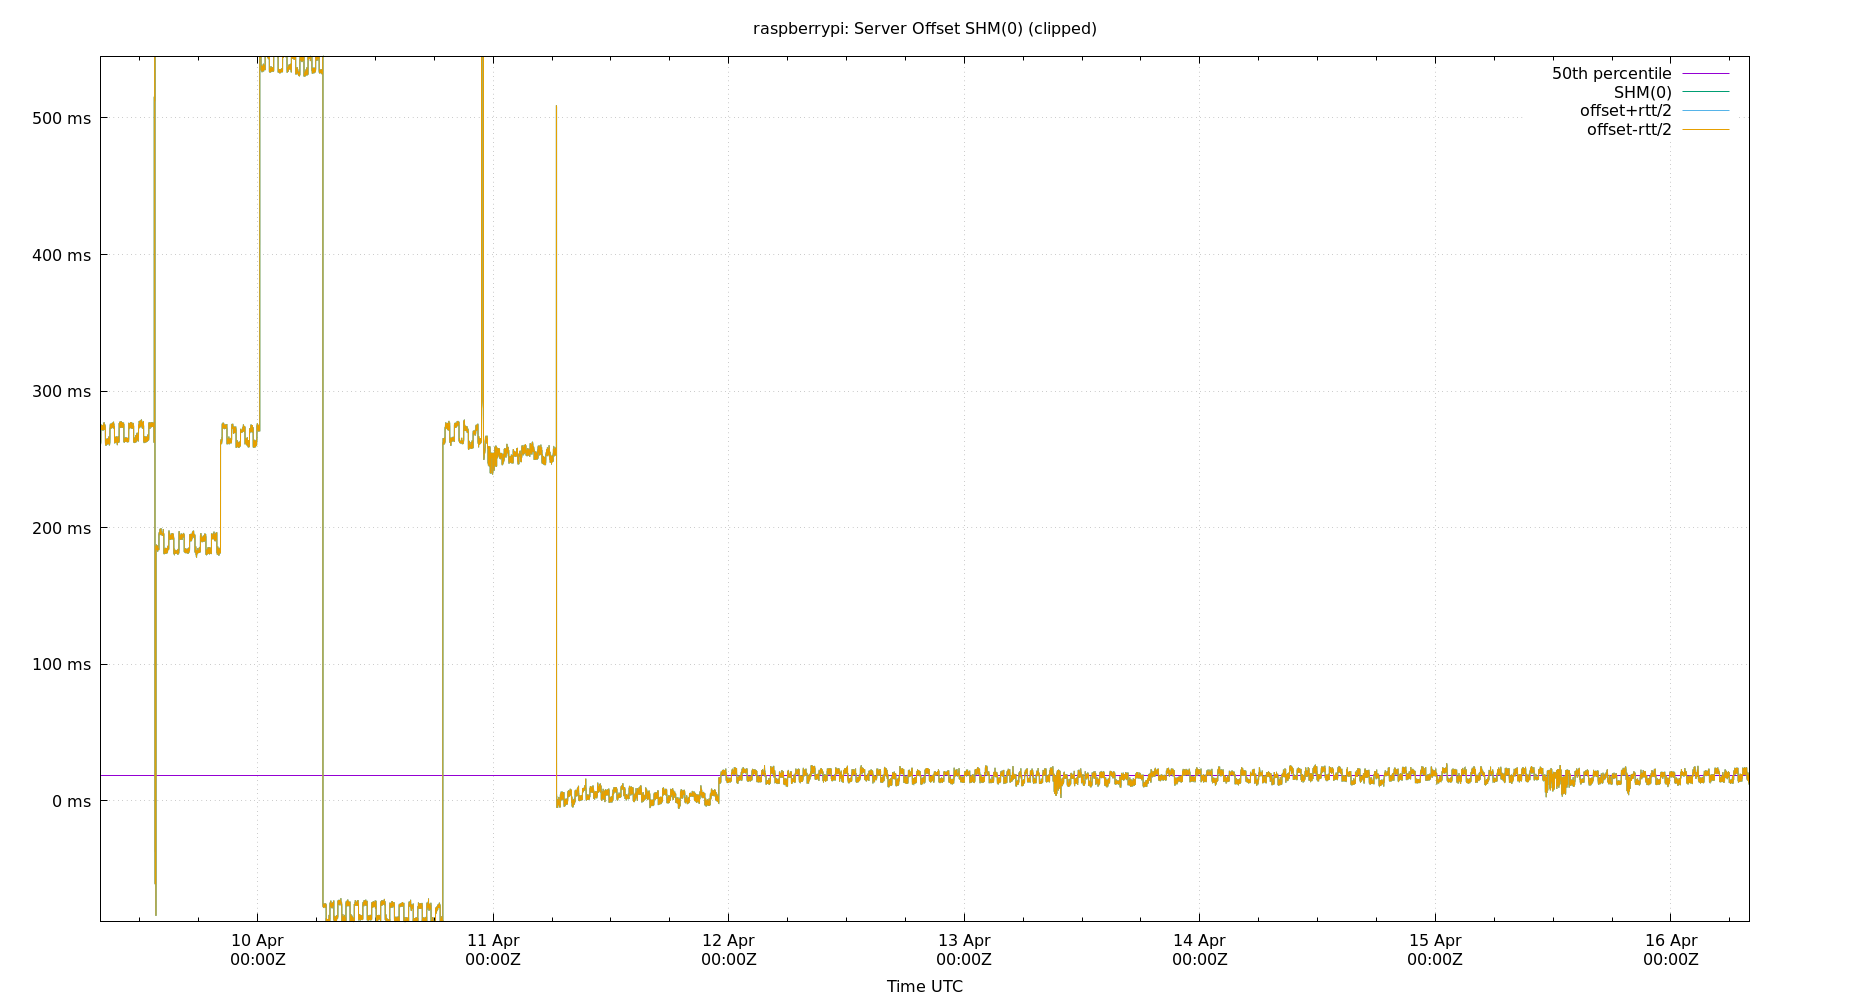 raspberrypi: Server Offset SHM(0) (clipped)
50th percentile
SHM(0)
offset+rtt/2
offset-rtt/2
500 ms
400 ms
300 ms
200 ms
100 ms
0 ms
10 Apr 11 Apr 12 Apr 13 Apr 14 Apr 15 Apr 16 Apr
00:00Z 00:00Z 00:00Z 00:00Z 00:00Z 00:00Z 00:00Z
Time UTC